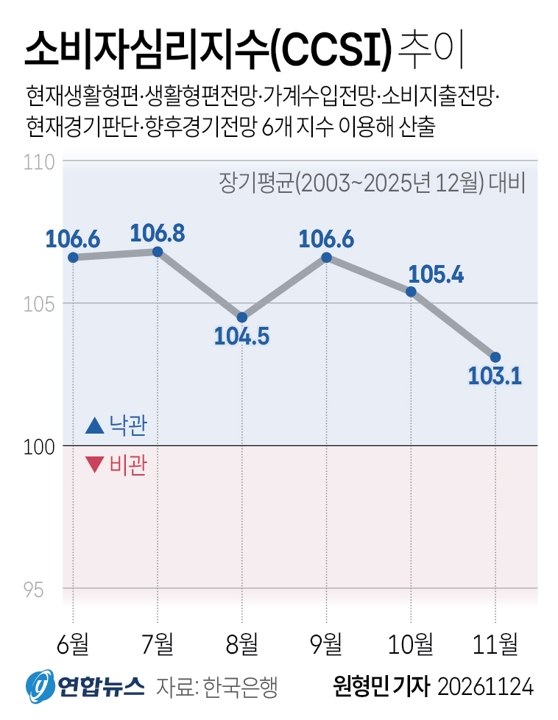 소비자심리지수(CCSI) 추이
현재생활형편·생활형편전망·가계수입전망·소비지출전망·
현재경기판단·향후경기전망 6개 지수 이용해 산출
110
장기평균(2003~2025년 12월) 대비
106.6
106.8
106.6
105.4
105
104.5
103.1
▲ 낙관
100
▼ 비관
95
6월 7월 8월 9월 10월 11월
연합뉴스 자료: 한국은행 원형민 기자 20261124